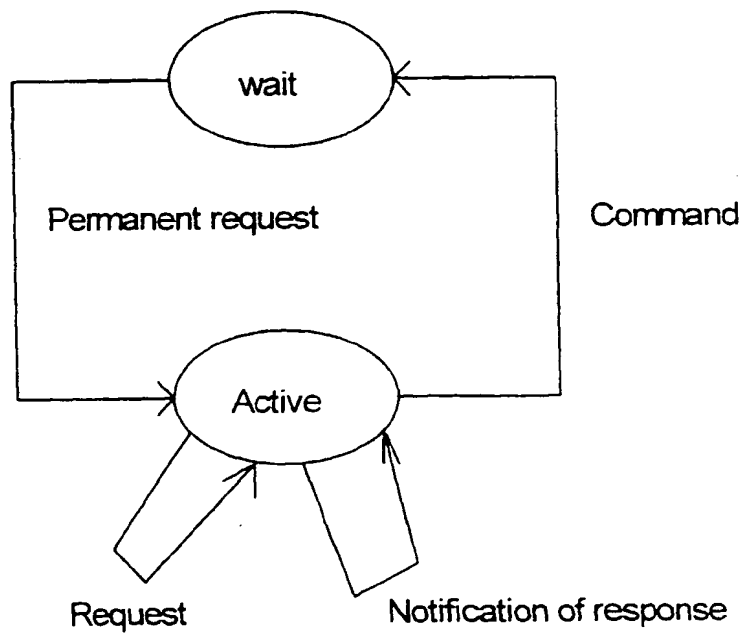 wait
Permanent request
Command
Active
Request
Notification of response